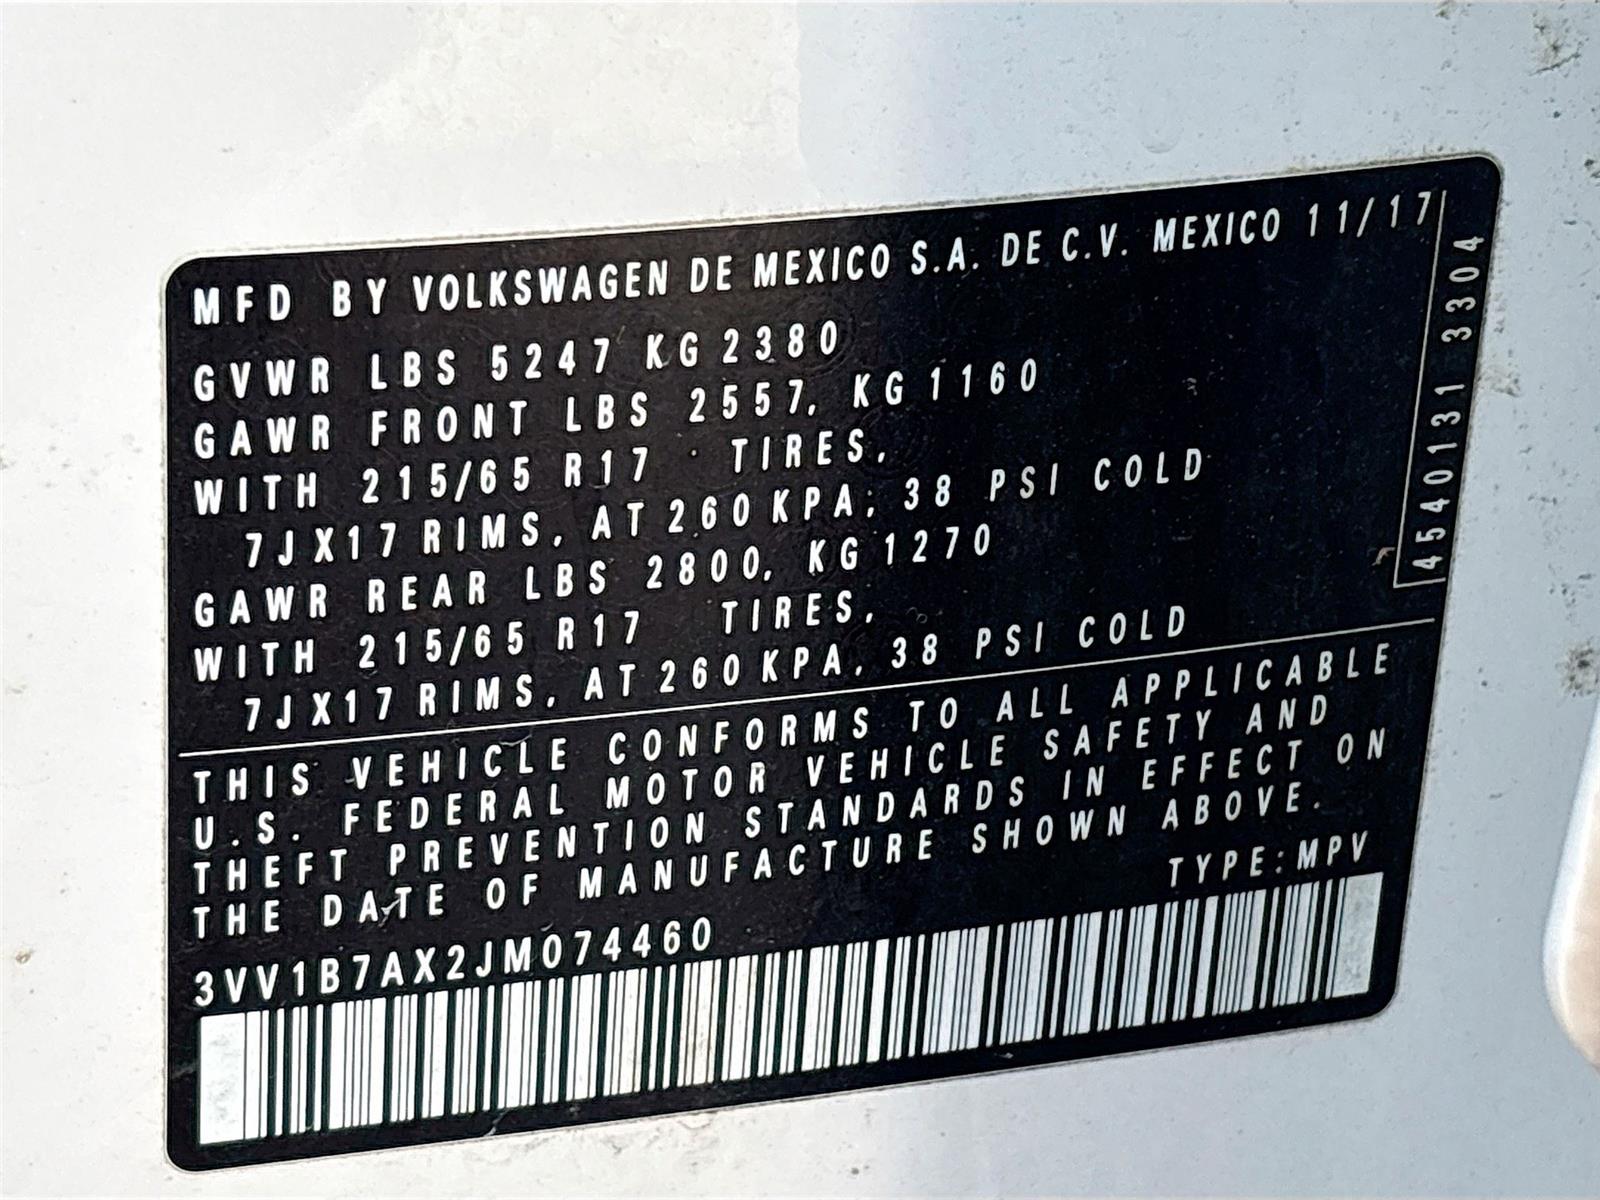 MFD BY VOLKSWAGEN DE MEXICO S.A. DE C.V. MEXICO 11/17
GVWR LBS 5247 KG 2380
GAWR FRONT LBS 2557, KG 1160
WITH 215/65 R17 TIRES,
7JX17 RIMS, AT 260 KPA; 38 PSI COLD
GAWR REAR LBS 2800, KG 1270
WITH 215/65 R17 TIRES,
7JX17 RIMS, AT 260 KPA, 38 PSI COLD
4540131 3304
THIS VEHICLE CONFORMS TO ALL APPLICABLE
U.S. FEDERAL MOTOR VEHICLE SAFETY AND
THEFT PREVENTION STANDARDS IN EFFECT ON
THE DATE OF MANUFACTURE SHOWN ABOVE.
TYPE:MPV
3VV1B7AX2JM074460